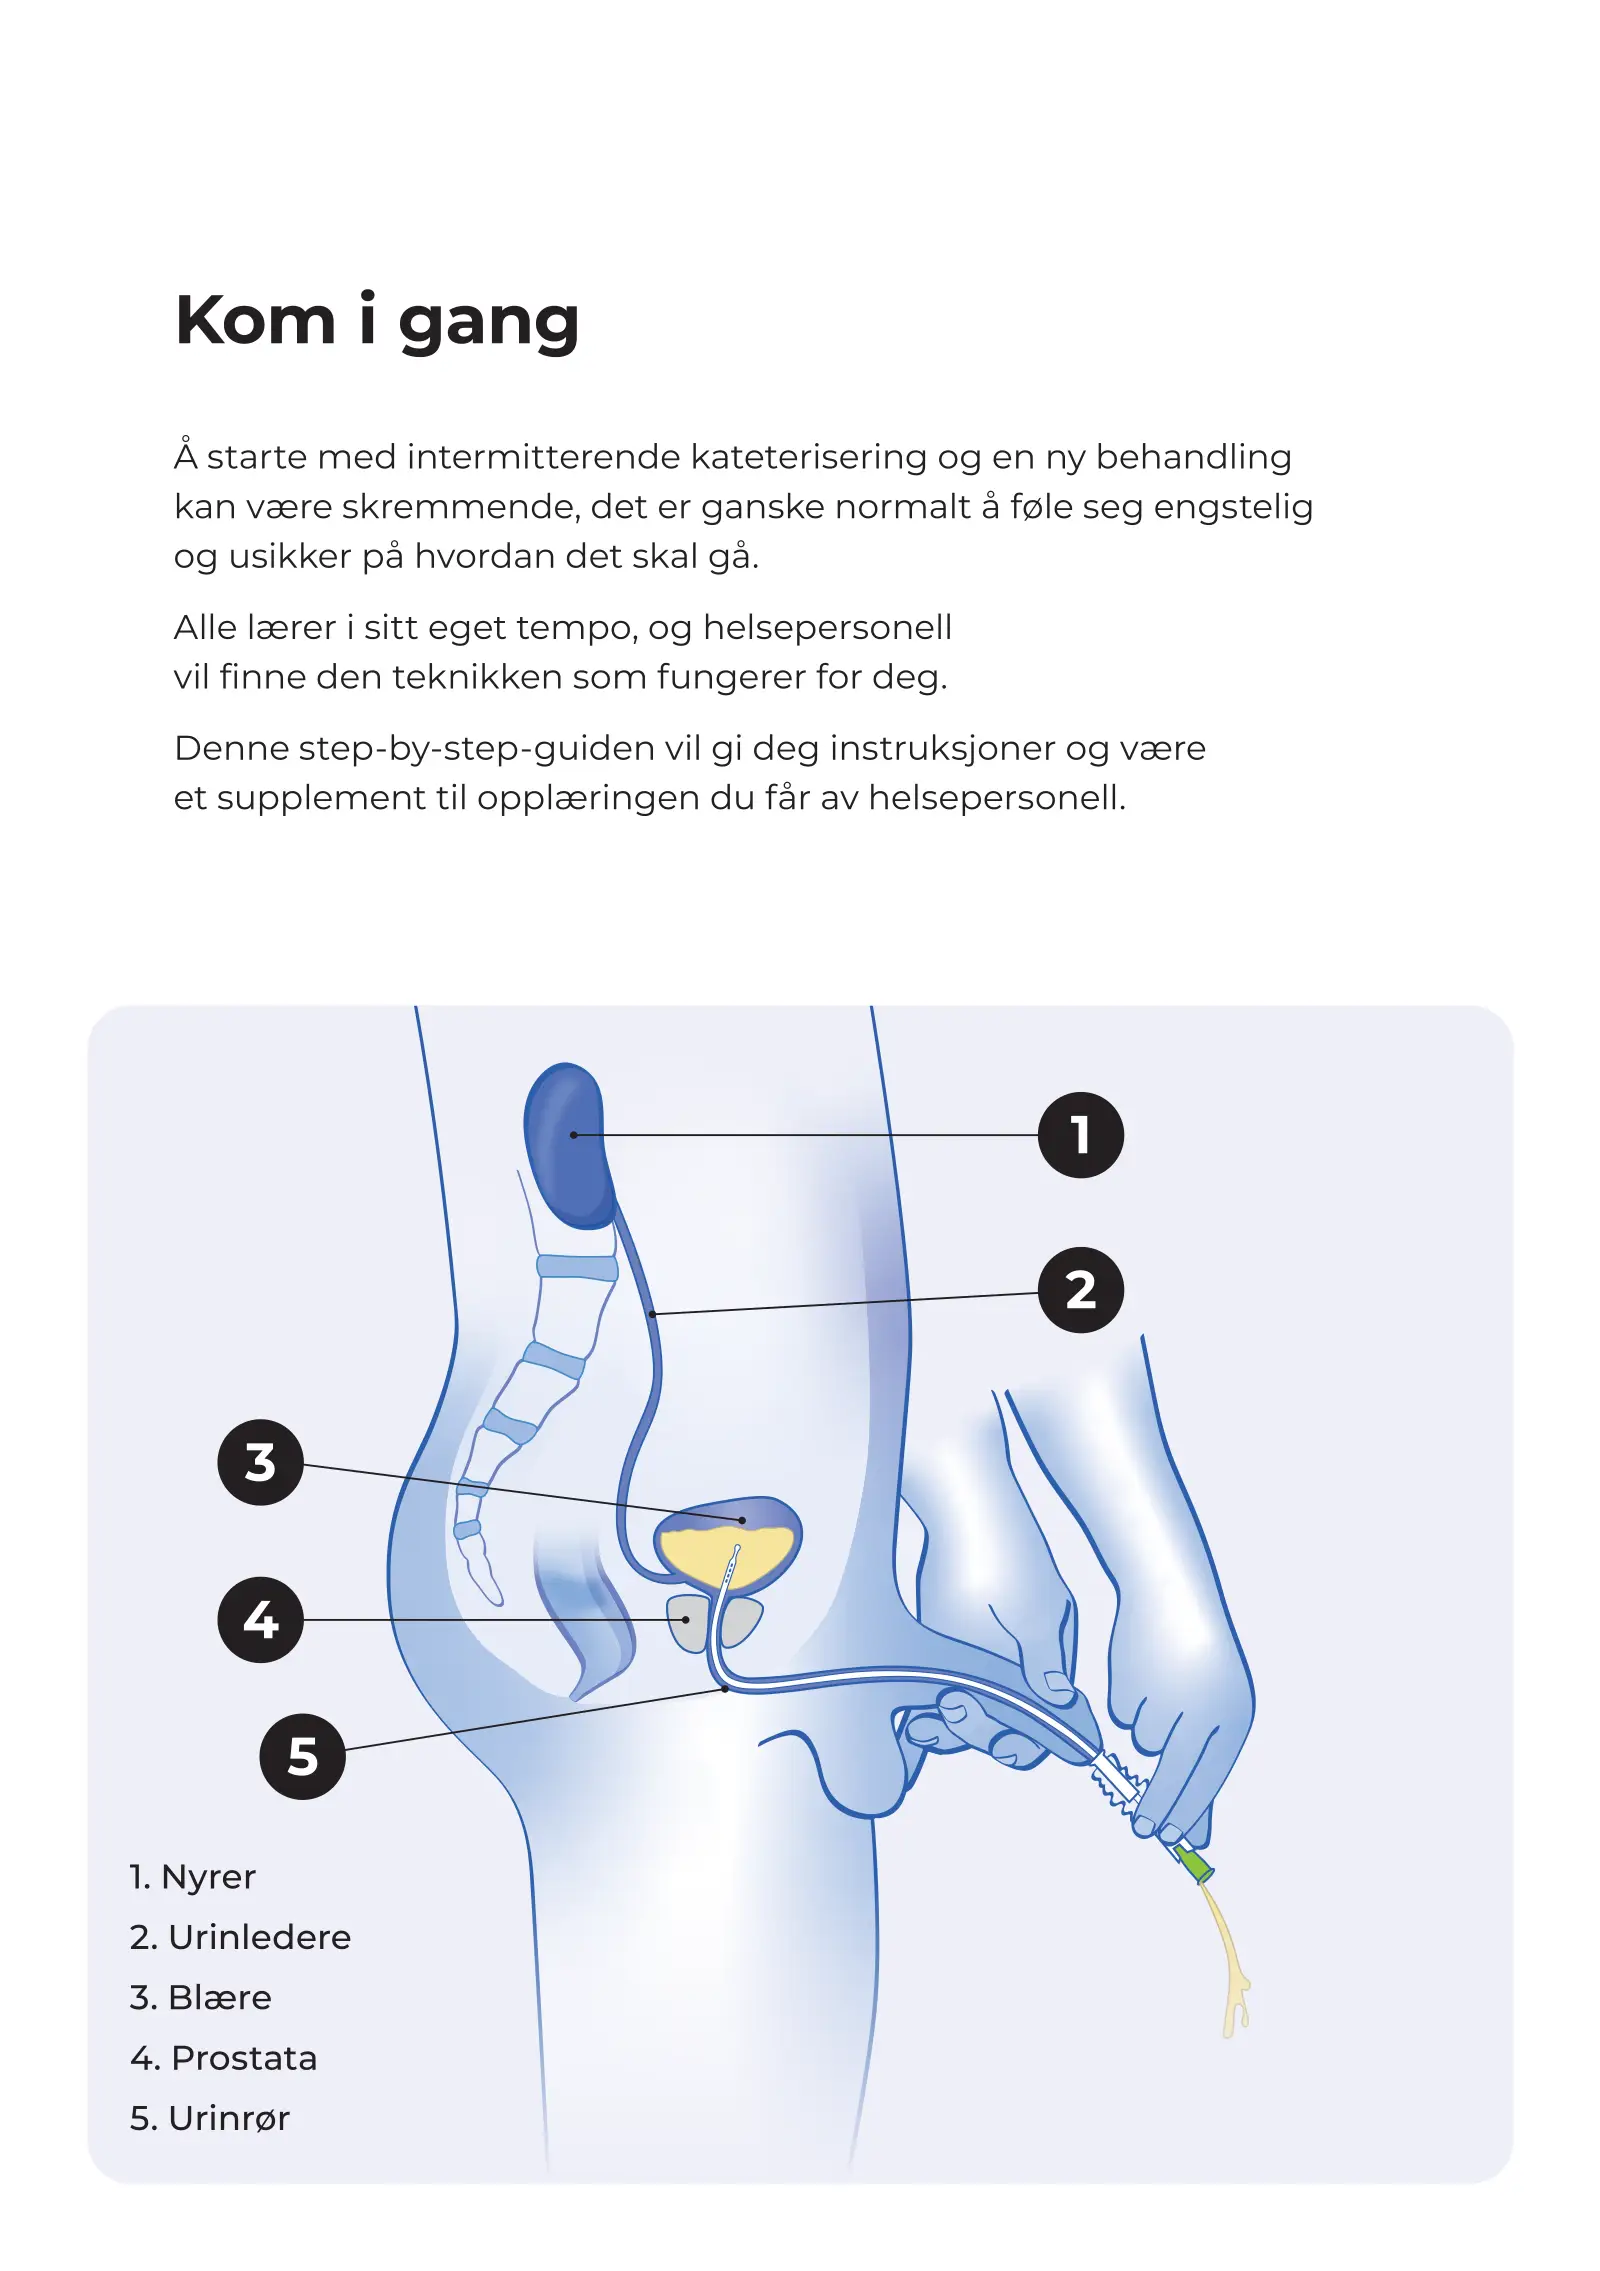 Kom i gang
Å starte med intermitterende kateterisering og en ny behandling
kan være skremmende, det er ganske normalt å føle seg engstelig
og usikker på hvordan det skal gå.
Alle lærer i sitt eget tempo, og helsepersonell
vil finne den teknikken som fungerer for deg.
Denne step-by-step-guiden vil gi deg instruksjoner og være
et supplement til opplæringen du får av helsepersonell.
1
2
3
4
5
1. Nyrer
2. Urinledere
3. Blære
4. Prostata
5. Urinrør